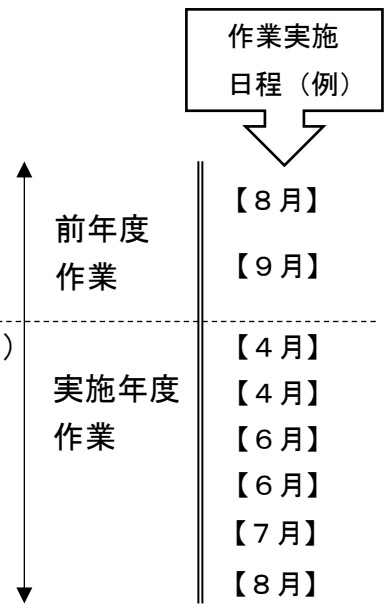 作業実施
日程（例）
前年度
作業
【８月】
【９月】
）
実施年度
作業
【４月】
【４月】
【６月】
【６月】
【７月】
【８月】